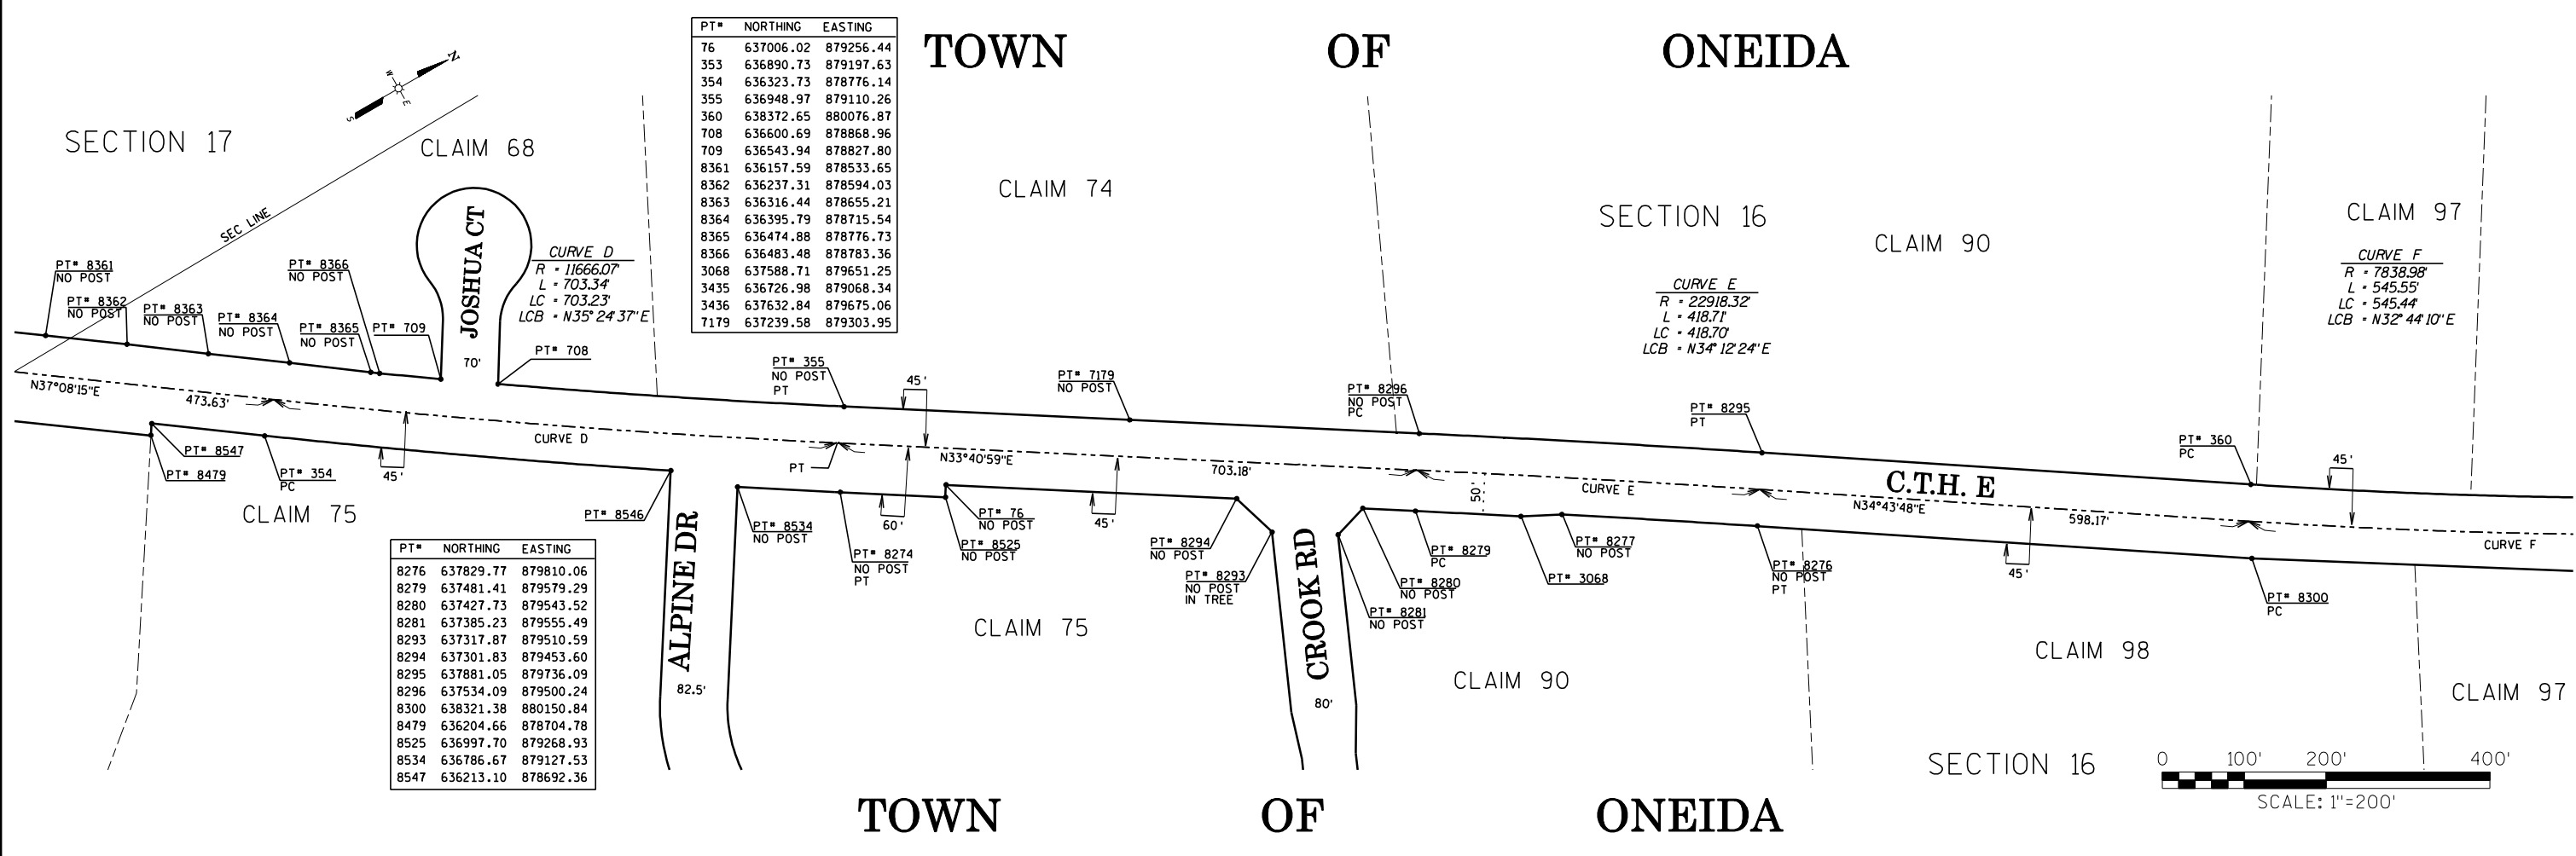 TOWN OF ONEIDA
PT# NORTHING EASTING
76 637006.02 879256.44
353 636890.73 879197.63
354 636323.73 878776.14
355 636948.97 879110.26
360 638372.65 880076.87
708 636600.69 878868.96
709 636543.94 878827.80
8361 636157.59 878533.65
8362 636237.31 878594.03
8363 636316.44 878655.21
8364 636395.79 878715.54
8365 636474.88 878776.73
8366 636483.48 878783.36
3068 637588.71 879651.25
3435 636726.98 879068.34
3436 637632.84 879675.06
7179 637239.58 879303.95
N
W
E
S
SECTION 17
CLAIM 68
SEC LINE
CLAIM 74
SECTION 16
CLAIM 90
CLAIM 97
JOSHUA CT
70'
CURVE D
R = 11666.07'
L = 703.34'
LC = 703.23'
LCB = N35°24'37"E
CURVE E
R = 22918.32'
L = 418.71'
LC = 418.70'
LCB = N34°12'24"E
CURVE F
R = 7838.98'
L = 545.55'
LC = 545.44'
LCB = N32°44'10"E
PT# 8361
NO POST
PT# 8362
NO POST
PT# 8363
NO POST
PT# 8364
NO POST
PT# 8365
NO POST
PT# 8366
NO POST
PT# 709
PT# 708
PT# 355
NO POST
PT
45'
PT# 7179
NO POST
PT# 8296
NO POST
PC
PT# 8295
PT
PT# 360
PC
45'
N37°08'15"E
473.63'
CURVE D
PT
N33°40'59"E
703.18'
CURVE E
50'
C.T.H. E
N34°43'48"E
598.17'
CURVE F
PT# 8547
PT# 8479
PT# 354
PC
45'
PT# 8546
PT# 8534
NO POST
PT# 8274
NO POST
PT
60'
PT# 76
NO POST
PT# 8525
NO POST
45'
PT# 8294
NO POST
PT# 8293
NO POST
IN TREE
PT# 8279
PC
PT# 8280
NO POST
PT# 8281
NO POST
PT# 8277
NO POST
PT# 3068
PT# 8276
NO POST
PT
45'
PT# 8300
PC
CLAIM 75
ALPINE DR
82.5'
CLAIM 75
CROOK RD
80'
CLAIM 90
CLAIM 98
CLAIM 97
PT# NORTHING EASTING
8276 637829.77 879810.06
8279 637481.41 879579.29
8280 637427.73 879543.52
8281 637385.23 879555.49
8293 637317.87 879510.59
8294 637301.83 879453.60
8295 637881.05 879736.09
8296 637534.09 879500.24
8300 638321.38 880150.84
8479 636204.66 878704.78
8525 636997.70 879268.93
8534 636786.67 879127.53
8547 636213.10 878692.36
SECTION 16
0 100' 200' 400'
SCALE: 1"=200'
TOWN OF ONEIDA